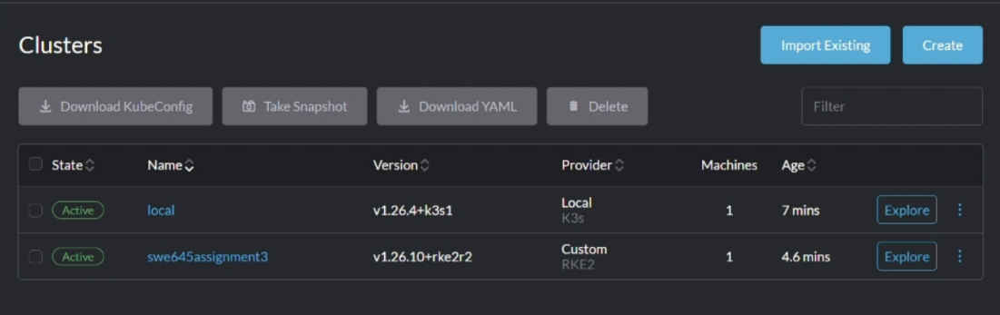 Clusters
Import Existing
Create
Download KubeConfig
Take Snapshot
Download YAML
Delete
Filter
State Name Version Provider Machines Age
Active local v1.26.4+k3s1 Local 1 7 mins Explore
K3s
Active swe645assignment3 v1.26.10+rke2r2 Custom 1 4.6 mins Explore
RKE2